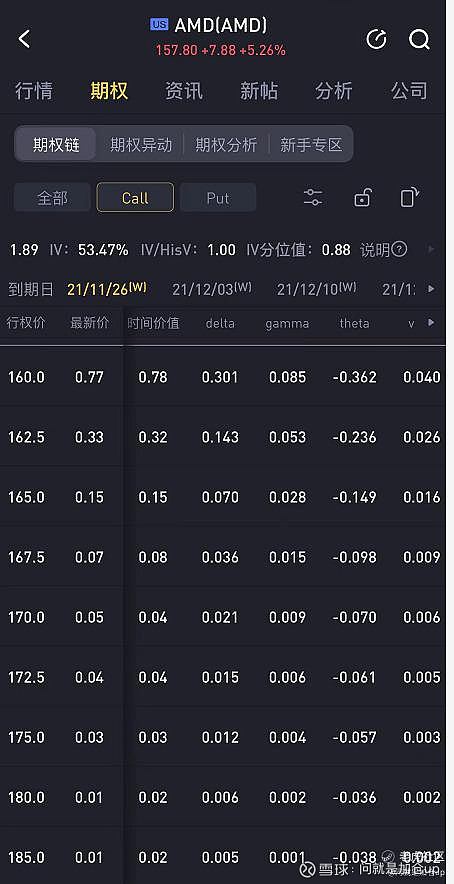 US AMD(AMD)
157.80 +7.88 +5.26%
行情 期权 资讯 新帖 分析 公司
期权链 期权异动 期权分析 新手专区
全部 Call Put
1.89 IV: 53.47% IV/HisV: 1.00 IV分位值: 0.88 说明?
到期日 21/11/26(W) 21/12/03(W) 21/12/10(W) 21/1
行权价 最新价 时间价值 delta gamma theta v
160.0 0.77 0.78 0.301 0.085 -0.362 0.040
162.5 0.33 0.32 0.143 0.053 -0.236 0.026
165.0 0.15 0.15 0.070 0.028 -0.149 0.016
167.5 0.07 0.08 0.036 0.015 -0.098 0.009
170.0 0.05 0.04 0.021 0.009 -0.070 0.006
172.5 0.04 0.04 0.015 0.006 -0.061 0.005
175.0 0.03 0.03 0.012 0.004 -0.057 0.003
180.0 0.01 0.02 0.006 0.002 -0.036 0.002
185.0 0.01 0.02 0.005 0.001 -0.038 0.002
雪球: 问就是加仓up